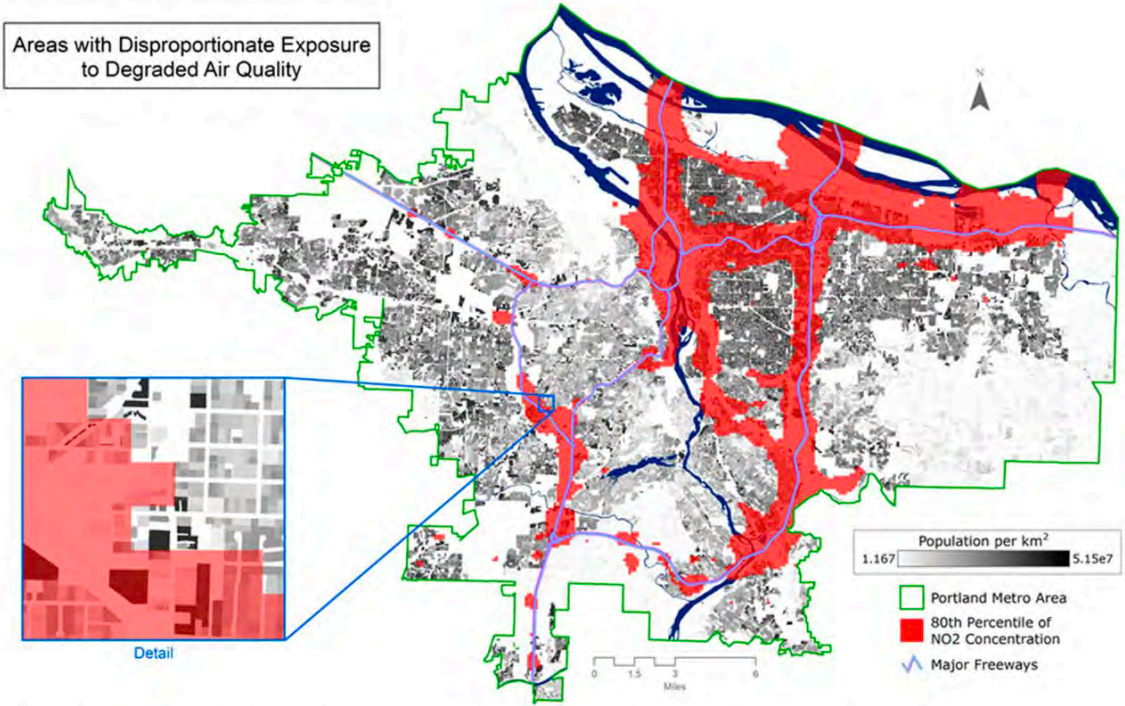 Areas with Disproportionate Exposure
to Degraded Air Quality
N
Population per km²
1.167 5.15e7
Portland Metro Area
80th Percentile of
NO2 Concentration
Major Freeways
0 1.5 3 6
Miles
Detail